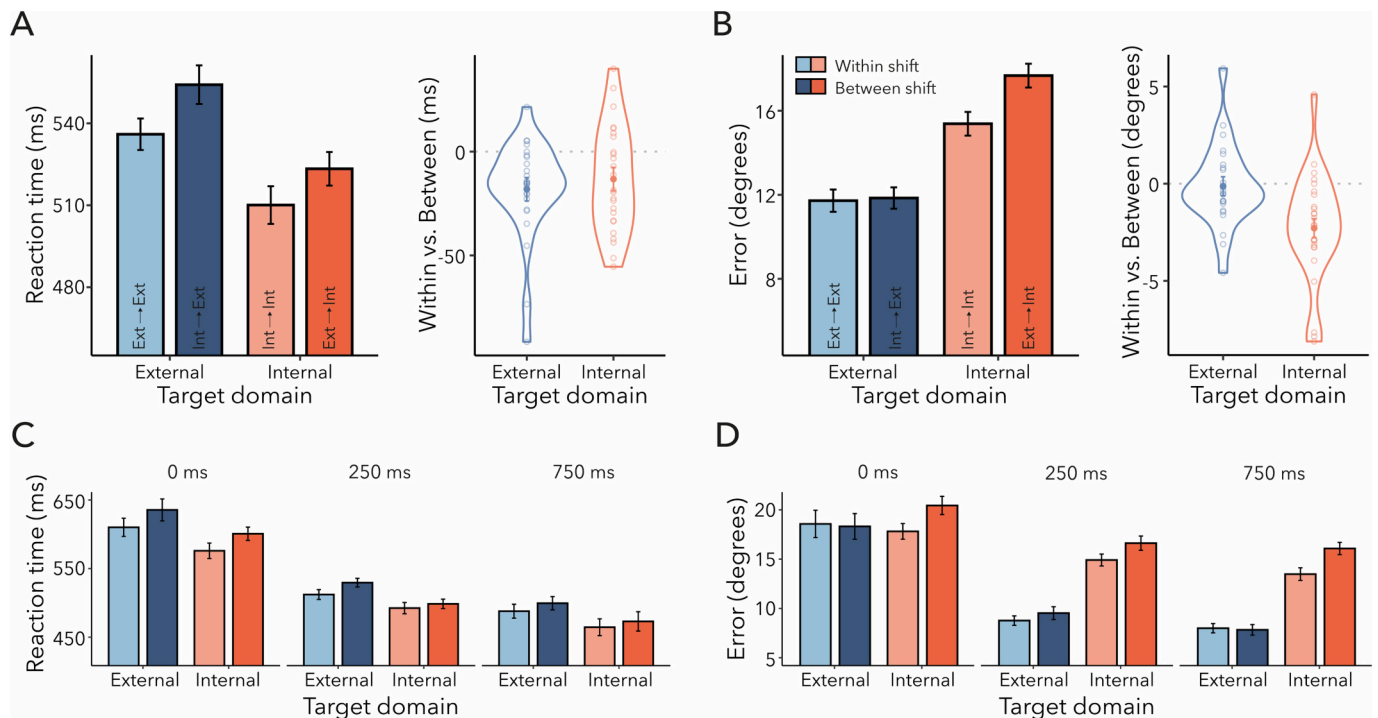 A
Reaction time (ms)
540
510
480
Ext → Ext
Int → Ext
Int → Int
Ext → Int
External
Internal
Target domain
Within vs. Between (ms)
0
-50
External
Internal
Target domain
B
Error (degrees)
16
12
8
Within shift
Between shift
Ext → Ext
Int → Ext
Int → Int
Ext → Int
External
Internal
Target domain
Within vs. Between (degrees)
5
0
-5
External
Internal
Target domain
C
0 ms
250 ms
750 ms
Reaction time (ms)
650
550
450
External
Internal
External
Internal
External
Internal
Target domain
D
0 ms
250 ms
750 ms
Error (degrees)
20
15
10
5
External
Internal
External
Internal
External
Internal
Target domain